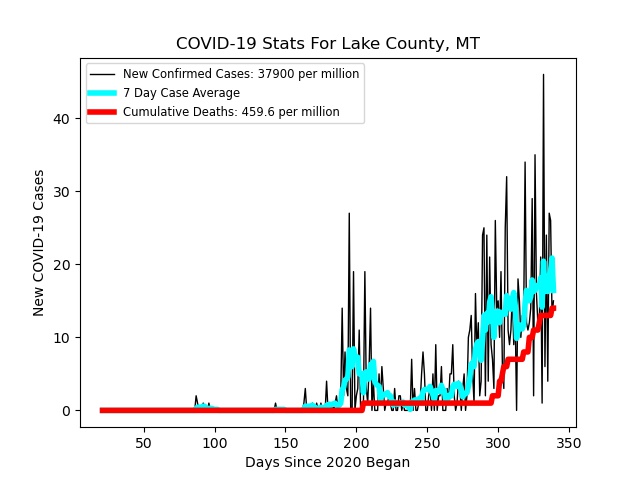 COVID-19 Stats For Lake County, MT
New Confirmed Cases: 37900 per million
7 Day Case Average
Cumulative Deaths: 459.6 per million
New COVID-19 Cases
40
30
20
10
0
50 100 150 200 250 300 350
Days Since 2020 Began